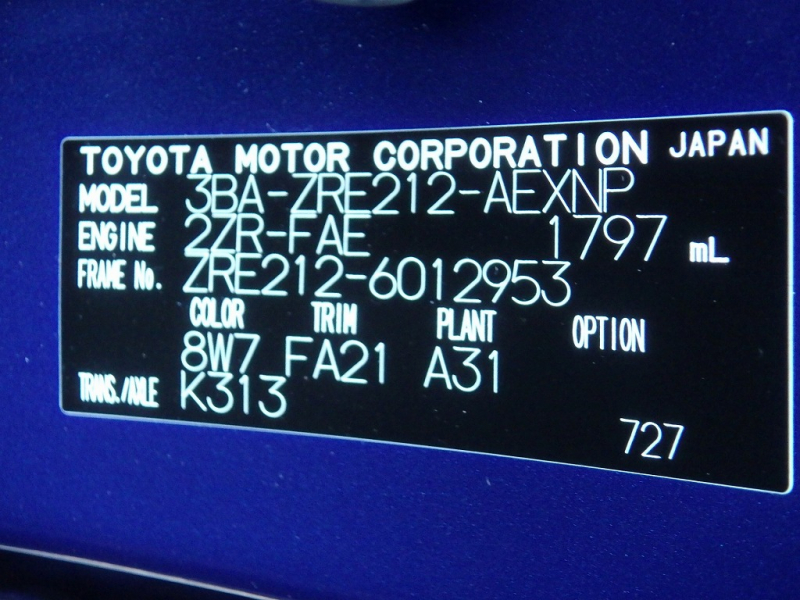 TOYOTA MOTOR CORPORATION JAPAN
MODEL 3BA-ZRE212-AEXNP
ENGINE 2ZR-FAE 1797 mL
FRAME No. ZRE212-6012953
COLOR TRIM PLANT OPTION
8W7 FA21 A31
TRANS./AXLE K313
727